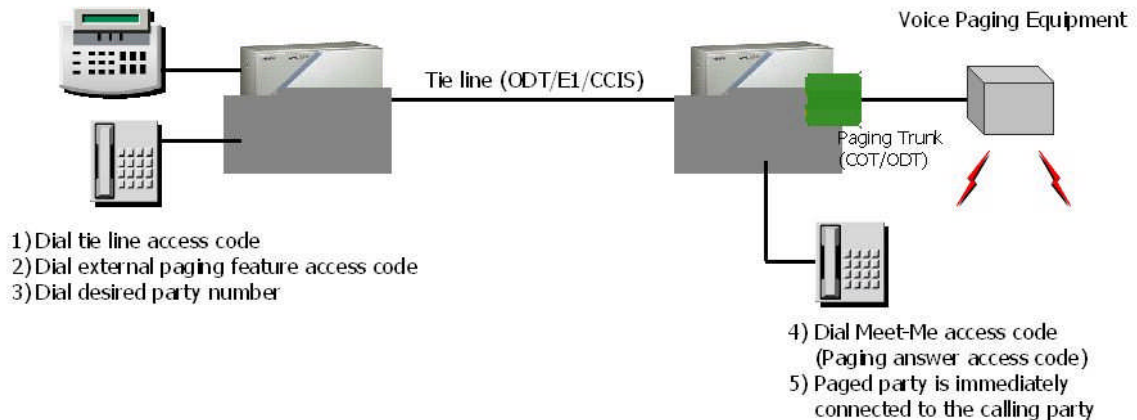 Voice Paging Equipment
Tie line (ODT/E1/CCIS)
Paging Trunk
(COT/ODT)
1) Dial tie line access code
2) Dial external paging feature access code
3) Dial desired party number
4) Dial Meet-Me access code
(Paging answer access code)
5) Paged party is immediately
connected to the calling party